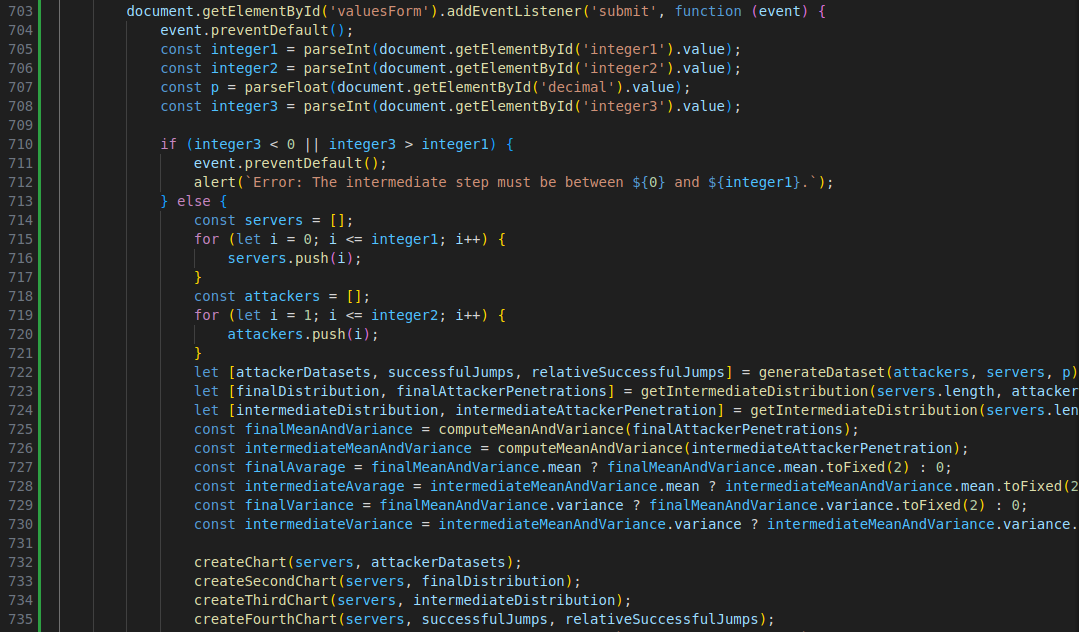 703 document.getElementById('valuesForm').addEventListener('submit', function (event) {
704 event.preventDefault();
705 const integer1 = parseInt(document.getElementById('integer1').value);
706 const integer2 = parseInt(document.getElementById('integer2').value);
707 const p = parseFloat(document.getElementById('decimal').value);
708 const integer3 = parseInt(document.getElementById('integer3').value);
709
710 if (integer3 < 0 || integer3 > integer1) {
711 event.preventDefault();
712 alert(`Error: The intermediate step must be between ${0} and ${integer1}.`);
713 } else {
714 const servers = [];
715 for (let i = 0; i <= integer1; i++) {
716 servers.push(i);
717 }
718 const attackers = [];
719 for (let i = 1; i <= integer2; i++) {
720 attackers.push(i);
721 }
722 let [attackerDatasets, successfulJumps, relativeSuccessfulJumps] = generateDataset(attackers, servers, p)
723 let [finalDistribution, finalAttackerPenetrations] = getIntermediateDistribution(servers.length, attacker
724 let [intermediateDistribution, intermediateAttackerPenetration] = getIntermediateDistribution(servers.len
725 const finalMeanAndVariance = computeMeanAndVariance(finalAttackerPenetrations);
726 const intermediateMeanAndVariance = computeMeanAndVariance(intermediateAttackerPenetration);
727 const finalAvarage = finalMeanAndVariance.mean ? finalMeanAndVariance.mean.toFixed(2) : 0;
728 const intermediateAvarage = intermediateMeanAndVariance.mean ? intermediateMeanAndVariance.mean.toFixed(2
729 const finalVariance = finalMeanAndVariance.variance ? finalMeanAndVariance.variance.toFixed(2) : 0;
730 const intermediateVariance = intermediateMeanAndVariance.variance ? intermediateMeanAndVariance.variance.
731
732 createChart(servers, attackerDatasets);
733 createSecondChart(servers, finalDistribution);
734 createThirdChart(servers, intermediateDistribution);
735 createFourthChart(servers, successfulJumps, relativeSuccessfulJumps);